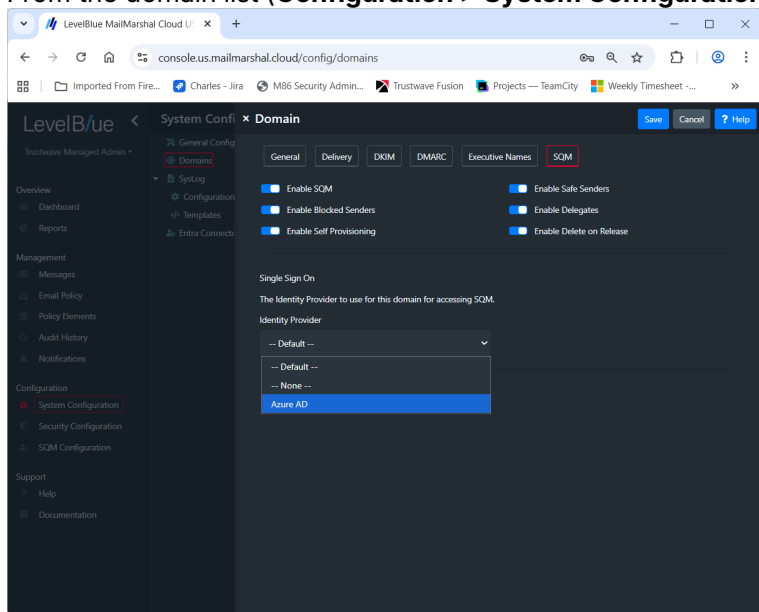 From the domain list (Configuration > System Configuration
LevelBlue MailMarshal Cloud U
console.us.mailmarshal.cloud/config/domains
Imported From Fire... Charles - Jira M86 Security Admin... Trustwave Fusion Projects — TeamCity Weekly Timesheet -...
LevelBlue
Trustwave Managed Admin
Overview
Dashboard
Reports
Management
Messages
Email Policy
Policy Elements
Audit History
Notifications
Configuration
System Configuration
Security Configuration
SQM Configuration
Support
Help
Documentation
System Confi
General Config
Domains
SysLog
Configuration
Templates
Entra Connecto
× Domain
Save Cancel ? Help
General Delivery DKIM DMARC Executive Names SQM
Enable SQM Enable Safe Senders
Enable Blocked Senders Enable Delegates
Enable Self Provisioning Enable Delete on Release
Single Sign On
The Identity Provider to use for this domain for accessing SQM.
Identity Provider
-- Default --
-- Default --
-- None --
Azure AD